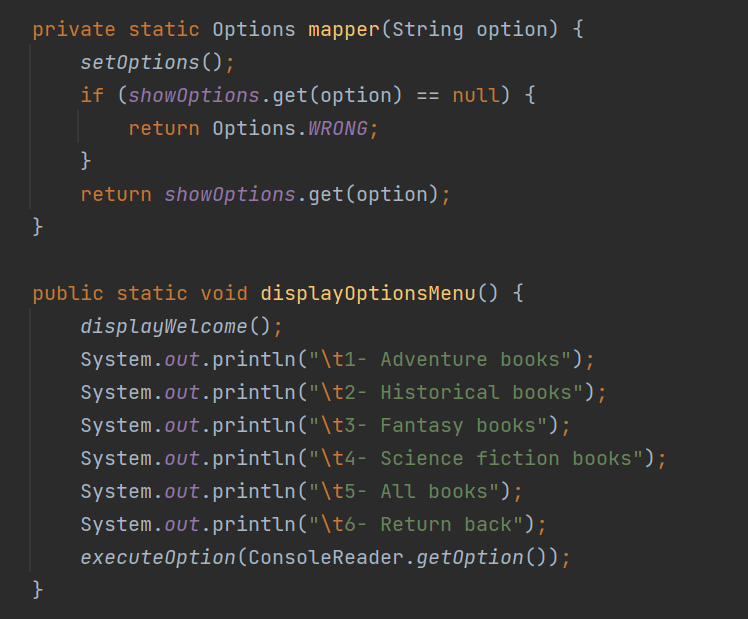 private static Options mapper(String option) {
    setOptions();
    if (showOptions.get(option) == null) {
        return Options.WRONG;
    }
    return showOptions.get(option);
}

public static void displayOptionsMenu() {
    displayWelcome();
    System.out.println("\t1- Adventure books");
    System.out.println("\t2- Historical books");
    System.out.println("\t3- Fantasy books");
    System.out.println("\t4- Science fiction books");
    System.out.println("\t5- All books");
    System.out.println("\t6- Return back");
    executeOption(ConsoleReader.getOption());
}